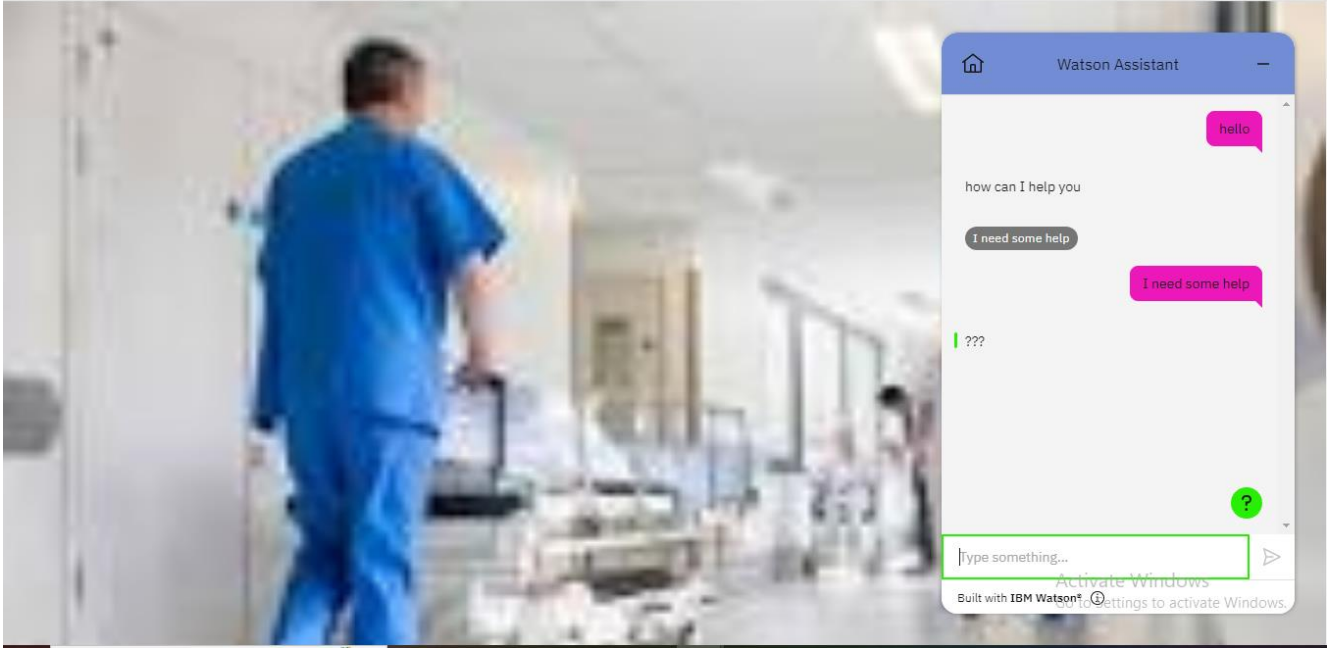 Watson Assistant
hello
how can I help you
I need some help
I need some help
???
?
Type something...
Activate Windows
Built with IBM Watson®
Go to Settings to activate Windows.